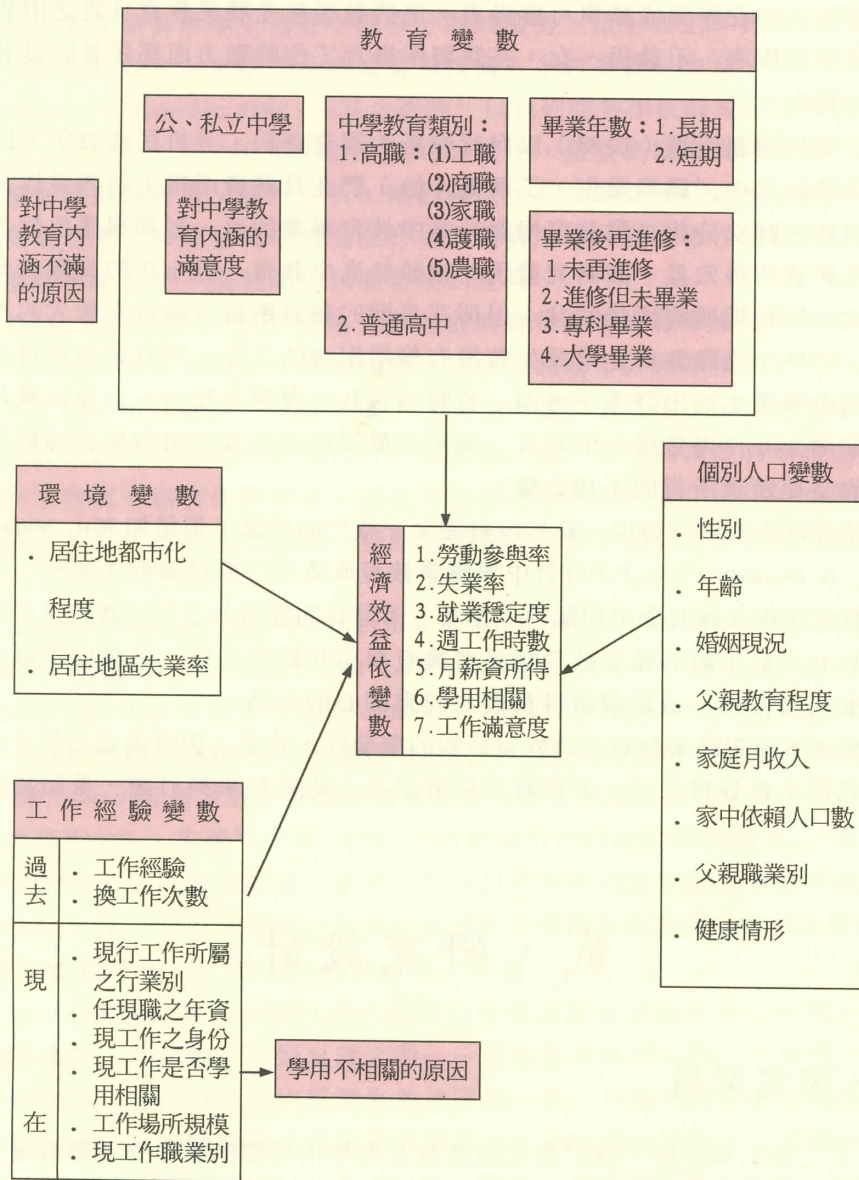 教育變數
公、私立中學
中學教育類別：
1.高職：⑴工職
⑵商職
⑶家職
⑷護職
⑸農職
2.普通高中
畢業年數：1.長期
2.短期
對中學
教育內
涵不滿
的原因
對中學教
育內涵的
滿意度
畢業後再進修：
1.未再進修
2.進修但未畢業
3.專科畢業
4.大學畢業
環境變數
．居住地都市化
程度
．居住地區失業率
經濟效益依變數
1.勞動參與率
2.失業率
3.就業穩定度
4.週工作時數
5.月薪資所得
6.學用相關
7.工作滿意度
個別人口變數
．性別
．年齡
．婚姻現況
．父親教育程度
．家庭月收入
．家中依賴人口數
．父親職業別
．健康情形
工作經驗變數
過去
．工作經驗
．換工作次數
現在
．現行工作所屬
之行業別
．任現職之年資
．現工作之身份
．現工作是否學
用相關
．工作場所規模
．現工作職業別
學用不相關的原因